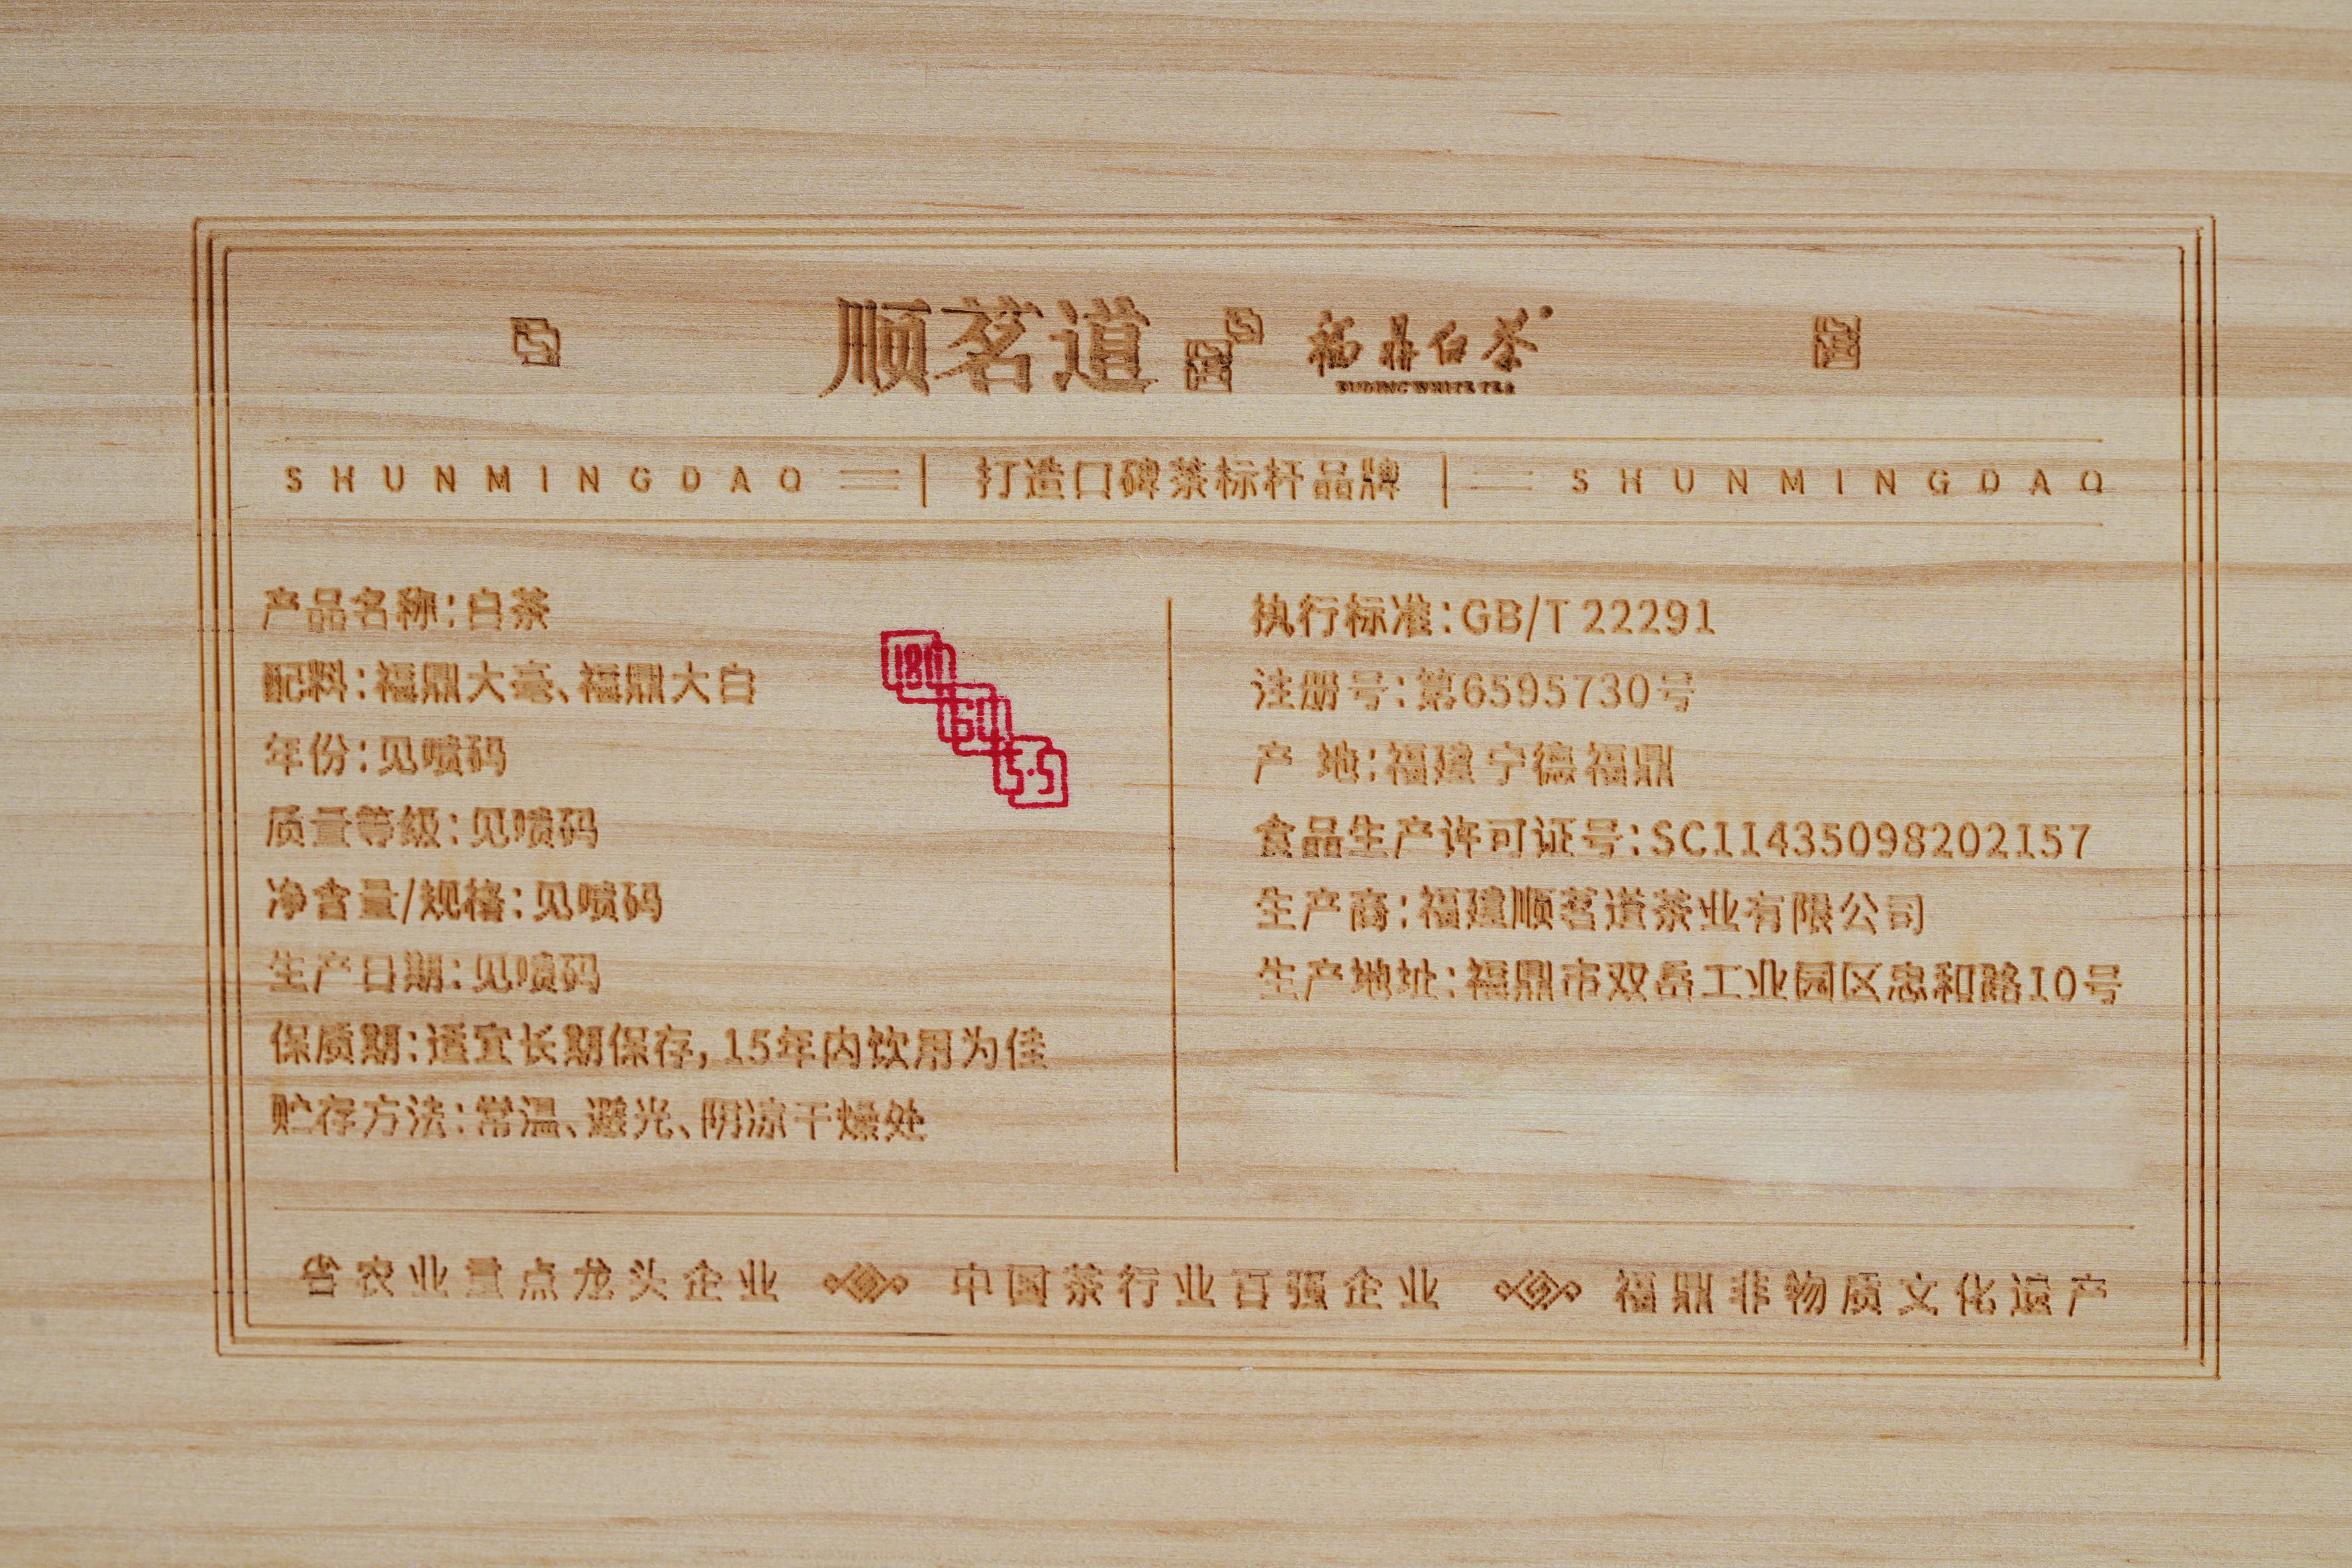 顺茗道 福鼎白茶
FUDING WHITE TEA
SHUNMINGDAO 打造口碑茶标杆品牌 SHUNMINGDAO
产品名称:白茶
配料:福鼎大毫、福鼎大白
年份:见喷码
质量等级:见喷码
净含量/规格:见喷码
生产日期:见喷码
保质期:适宜长期保存,15年内饮用为佳
贮存方法:常温、避光、阴凉干燥处
180
60
5·5
执行标准:GB/T 22291
注册号:第6595730号
产 地:福建 宁德 福鼎
食品生产许可证号:SC11435098202157
生产商:福建顺茗道茶业有限公司
生产地址:福鼎市双岳工业园区忠和路10号
省农业重点龙头企业 中国茶行业百强企业 福鼎非物质文化遗产